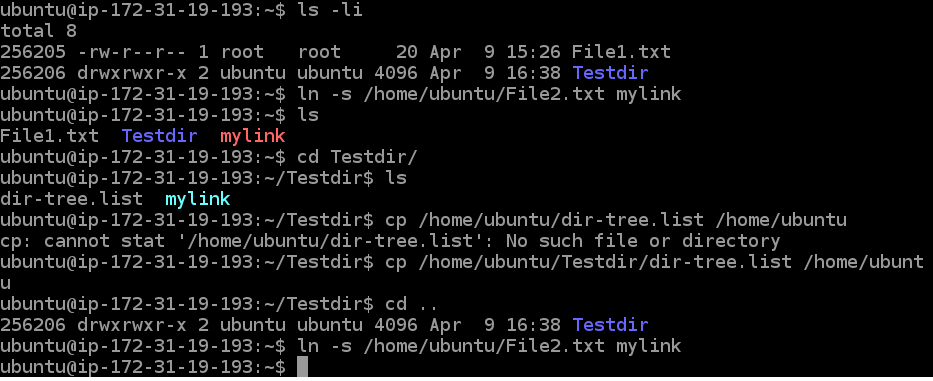 ubuntu@ip-172-31-19-193:~$ ls -li
total 8
256205 -rw-r--r-- 1 root   root     20 Apr  9 15:26 File1.txt
256206 drwxrwxr-x 2 ubuntu ubuntu 4096 Apr  9 16:38 Testdir
ubuntu@ip-172-31-19-193:~$ ln -s /home/ubuntu/File2.txt mylink
ubuntu@ip-172-31-19-193:~$ ls
File1.txt  Testdir  mylink
ubuntu@ip-172-31-19-193:~$ cd Testdir/
ubuntu@ip-172-31-19-193:~/Testdir$ ls
dir-tree.list  mylink
ubuntu@ip-172-31-19-193:~/Testdir$ cp /home/ubuntu/dir-tree.list /home/ubuntu
cp: cannot stat '/home/ubuntu/dir-tree.list': No such file or directory
ubuntu@ip-172-31-19-193:~/Testdir$ cp /home/ubuntu/Testdir/dir-tree.list /home/ubunt
u
ubuntu@ip-172-31-19-193:~/Testdir$ cd ..
256206 drwxrwxr-x 2 ubuntu ubuntu 4096 Apr  9 16:38 Testdir
ubuntu@ip-172-31-19-193:~$ ln -s /home/ubuntu/File2.txt mylink
ubuntu@ip-172-31-19-193:~$